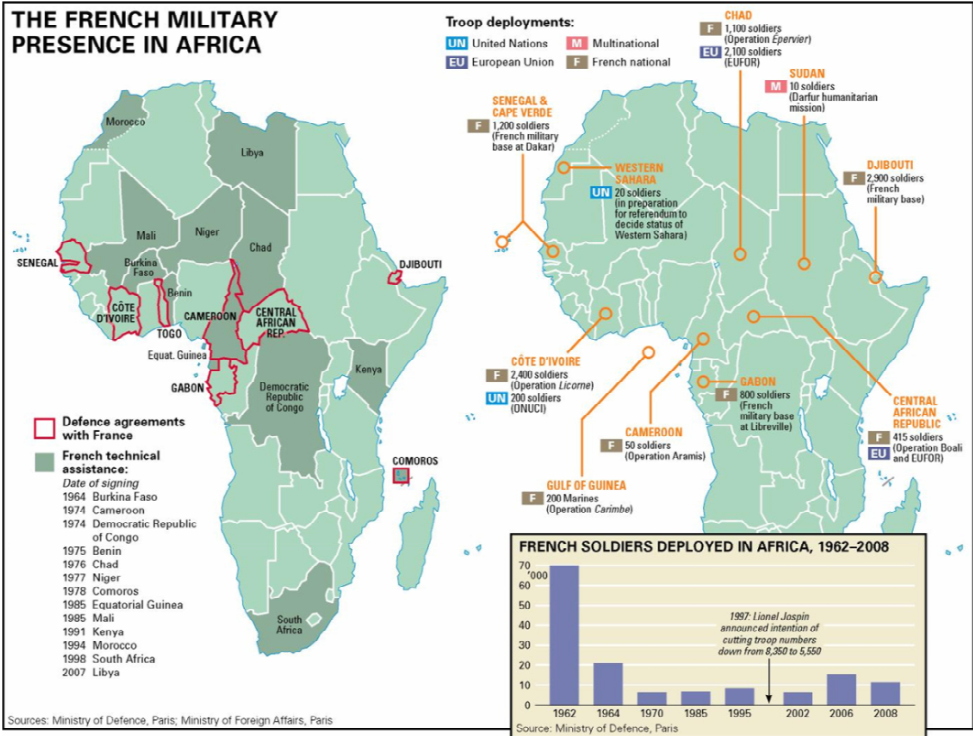 THE FRENCH MILITARY
PRESENCE IN AFRICA
Troop deployments:
UN United Nations
M Multinational
EU European Union
F French national
Morocco
Libya
Mali
Niger
Chad
Burkina
Faso
Benin
SENEGAL
CÔTE
D'IVOIRE
TOGO
CAMEROON
CENTRAL
AFRICAN
REP.
DJIBOUTI
Equat. Guinea
GABON
Democratic
Republic
of Congo
Kenya
COMOROS
South
Africa
Defence agreements
with France
French technical
assistance:
Date of signing
1964 Burkina Faso
1974 Cameroon
1974 Democratic Republic
of Congo
1975 Benin
1976 Chad
1977 Niger
1978 Comoros
1985 Equatorial Guinea
1985 Mali
1991 Kenya
1994 Morocco
1998 South Africa
2007 Libya
Sources: Ministry of Defence, Paris; Ministry of Foreign Affairs, Paris
CHAD
F 1,100 soldiers
(Operation Epervier)
EU 2,100 soldiers
(EUFOR)
SUDAN
M 10 soldiers
(Darfur humanitarian
mission)
SENEGAL &
CAPE VERDE
F 1,200 soldiers
(French military
base at Dakar)
WESTERN
SAHARA
UN 20 soldiers
(in preparation
for referendum to
decide status of
Western Sahara)
DJIBOUTI
F 2,900 soldiers
(French
military base)
CÔTE D'IVOIRE
F 2,400 soldiers
(Operation Licorne)
UN 200 soldiers
(ONUCI)
GABON
F 800 soldiers
(French
military base
at Libreville)
CENTRAL
AFRICAN
REPUBLIC
F 415 soldiers
EU (Operation Boali
and EUFOR)
CAMEROON
F 50 soldiers
(Operation Aramis)
GULF OF GUINEA
F 200 Marines
(Operation Carimbe)
FRENCH SOLDIERS DEPLOYED IN AFRICA, 1962–2008
70
'000
60
50
40
30
20
10
0
1997: Lionel Jospin
announced intention of
cutting troop numbers
down from 8,350 to 5,550
1962 1964 1970 1985 1995 2002 2006 2008
Source: Ministry of Defence, Paris